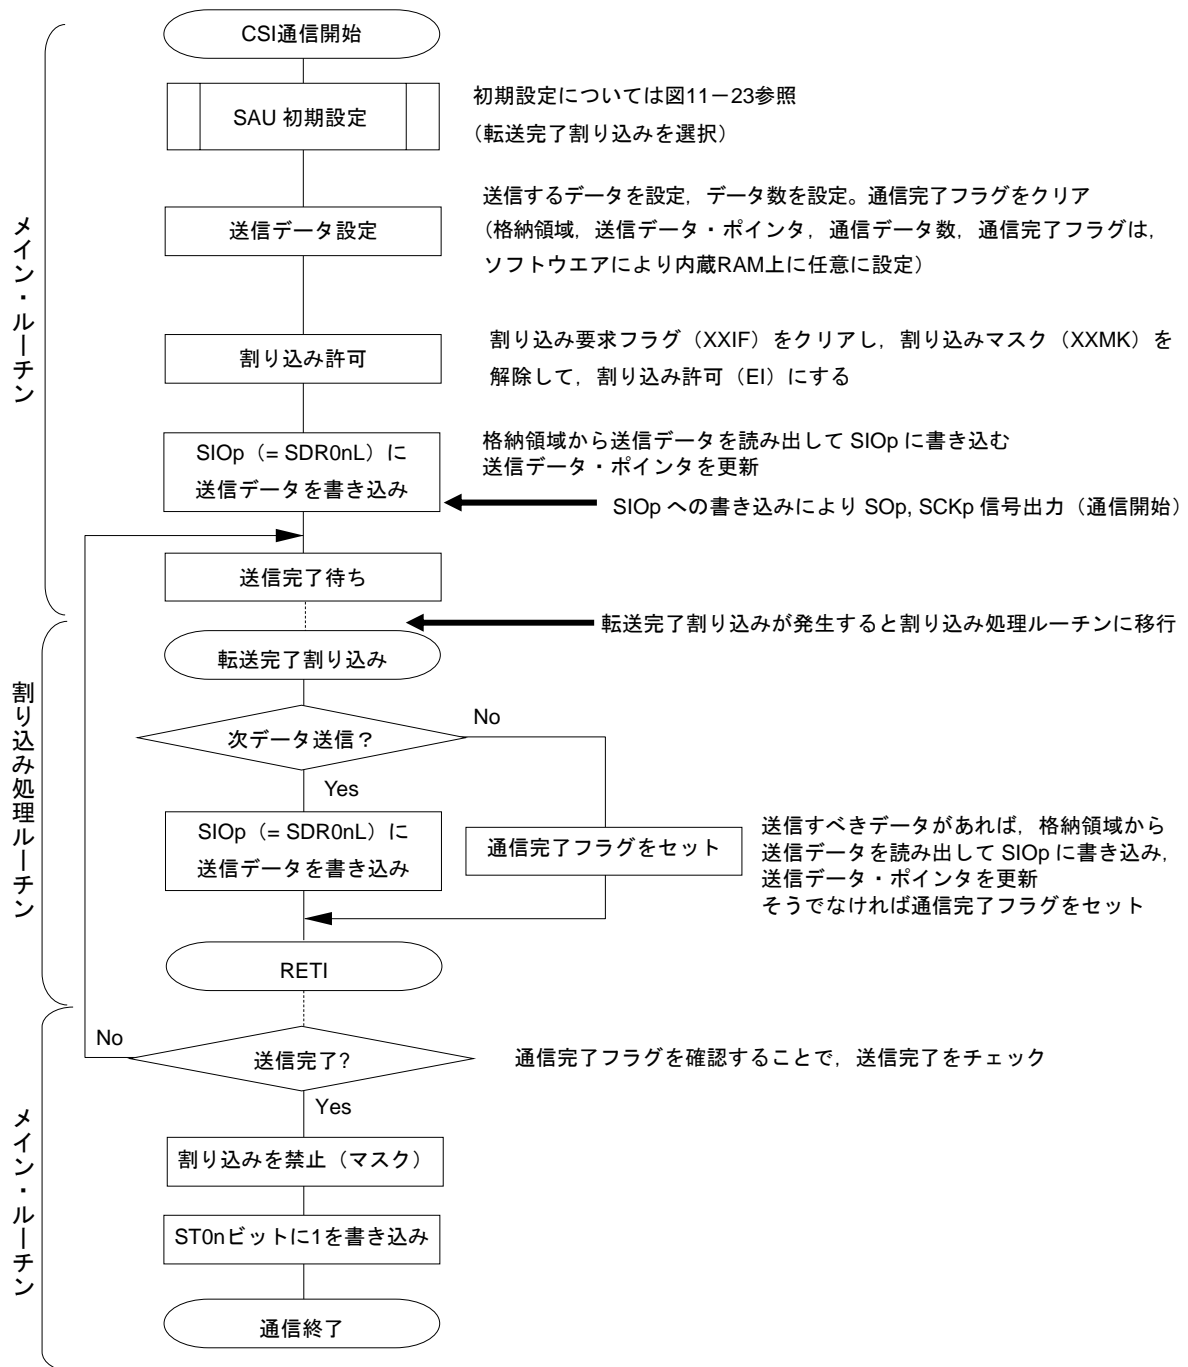 CSI通信開始
SAU 初期設定
初期設定については図11－23参照
（転送完了割り込みを選択）
メイン・ルーチン
送信データ設定
送信するデータを設定，データ数を設定。通信完了フラグをクリア
（格納領域，送信データ・ポインタ，通信データ数，通信完了フラグは，
ソフトウエアにより内蔵RAM上に任意に設定）
割り込み許可
割り込み要求フラグ（XXIF）をクリアし，割り込みマスク（XXMK）を
解除して，割り込み許可（EI）にする
SIOp（= SDR0nL）に
送信データを書き込み
格納領域から送信データを読み出して SIOp に書き込む
送信データ・ポインタを更新
SIOp への書き込みにより SOp, SCKp 信号出力（通信開始）
送信完了待ち
転送完了割り込みが発生すると割り込み処理ルーチンに移行
割り込み処理ルーチン
転送完了割り込み
次データ送信？
No
Yes
SIOp（= SDR0nL）に
送信データを書き込み
通信完了フラグをセット
送信すべきデータがあれば，格納領域から
送信データを読み出して SIOp に書き込み，
送信データ・ポインタを更新
そうでなければ通信完了フラグをセット
RETI
メイン・ルーチン
No
送信完了?
通信完了フラグを確認することで，送信完了をチェック
Yes
割り込みを禁止（マスク）
ST0nビットに1を書き込み
通信終了